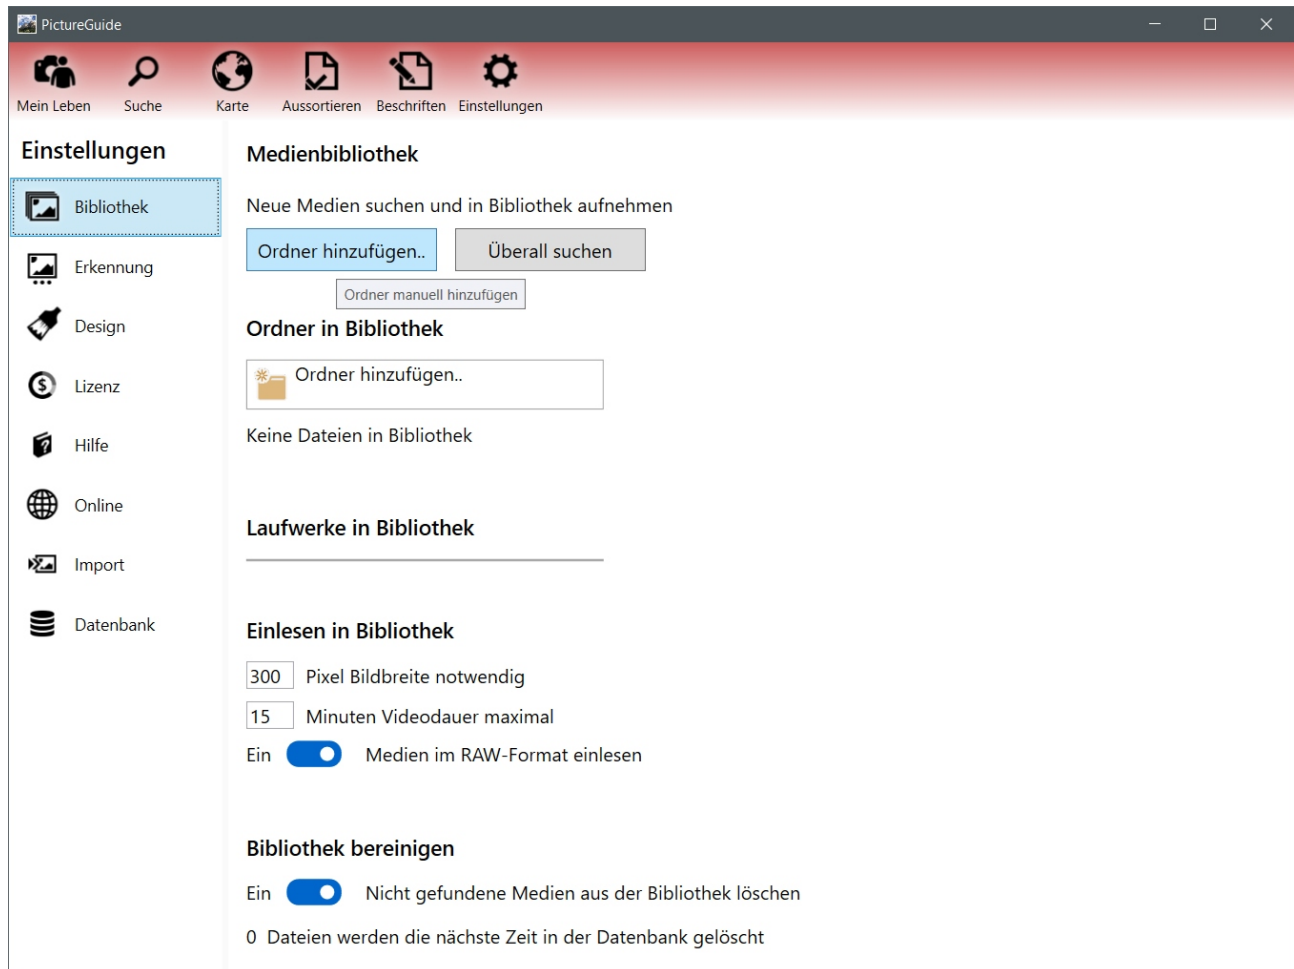 PictureGuide
Mein Leben Suche Karte Aussortieren Beschriften Einstellungen
Einstellungen
Bibliothek
Erkennung
Design
Lizenz
Hilfe
Online
Import
Datenbank
Medienbibliothek
Neue Medien suchen und in Bibliothek aufnehmen
Ordner hinzufügen.. Überall suchen
Ordner manuell hinzufügen
Ordner in Bibliothek
Ordner hinzufügen..
Keine Dateien in Bibliothek
Laufwerke in Bibliothek
Einlesen in Bibliothek
300 Pixel Bildbreite notwendig
15 Minuten Videodauer maximal
Ein Medien im RAW-Format einlesen
Bibliothek bereinigen
Ein Nicht gefundene Medien aus der Bibliothek löschen
0 Dateien werden die nächste Zeit in der Datenbank gelöscht